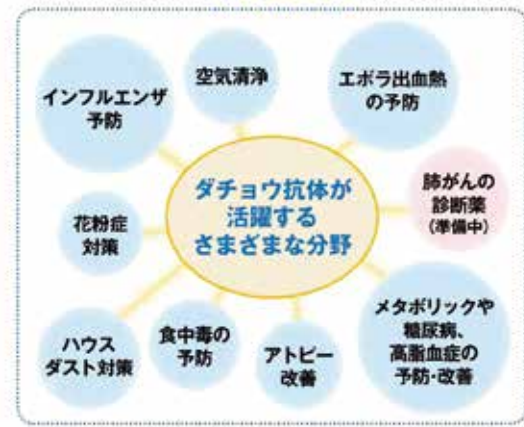 インフルエンザ
予防
空気清浄
エボラ出血熱
の予防
ダチョウ抗体が
活躍する
さまざまな分野
肺がんの
診断薬
(準備中)
花粉症
対策
メタボリックや
糖尿病、
高脂血症の
予防・改善
ハウス
ダスト対策
食中毒の
予防
アトピー
改善